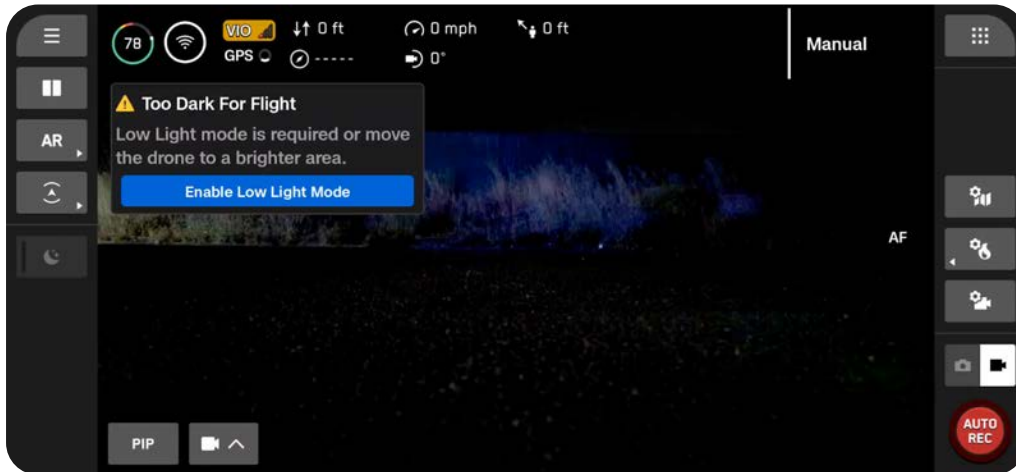 78
VIO
0 ft
0 mph
0 ft
GPS
-----
0°
Manual
Too Dark For Flight
Low Light mode is required or move
the drone to a brighter area.
Enable Low Light Mode
AR
AF
PIP
AUTO
REC